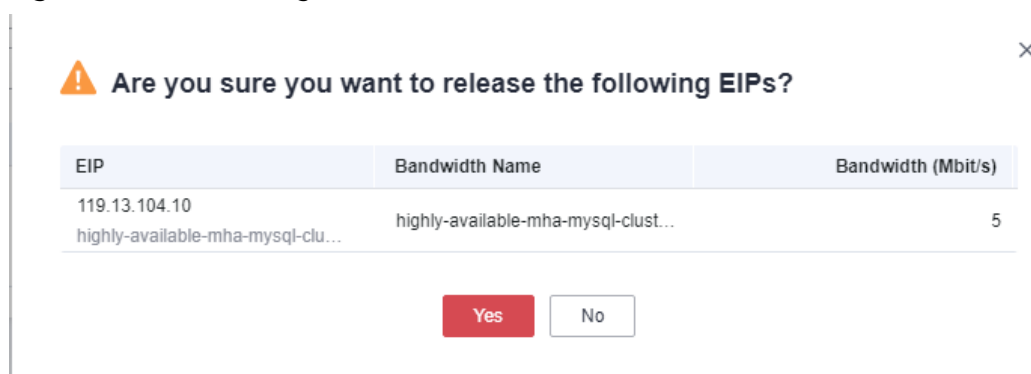 Are you sure you want to release the following EIPs?
EIP Bandwidth Name Bandwidth (Mbit/s)
119.13.104.10
highly-available-mha-mysql-clu...
highly-available-mha-mysql-clust...
5
Yes No